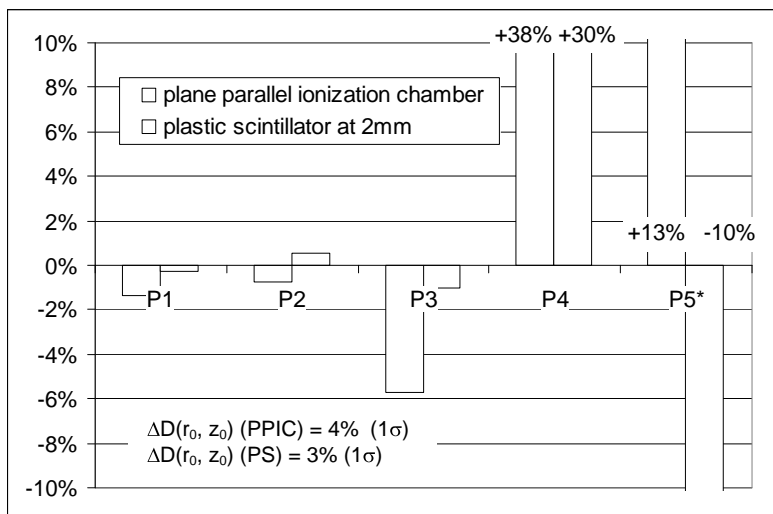 10%
8%
6%
4%
2%
0%
-2%
-4%
-6%
-8%
-10%
+38% +30%
plane parallel ionization chamber
plastic scintillator at 2mm
+13% -10%
P1 P2 P3 P4 P5*
ΔD(r₀, z₀) (PPIC) = 4% (1σ)
ΔD(r₀, z₀) (PS) = 3% (1σ)